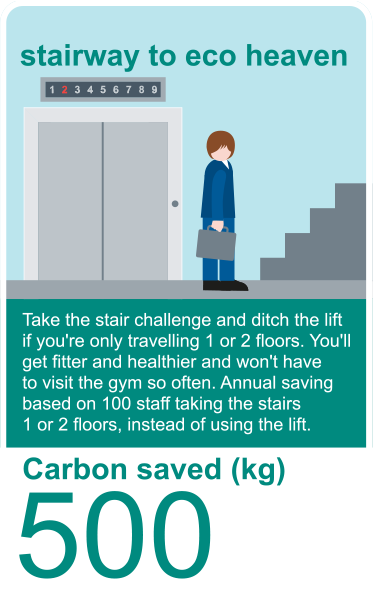 stairway to eco heaven
1 2 3 4 5 6 7 8 9
Take the stair challenge and ditch the lift
if you're only travelling 1 or 2 floors. You'll
get fitter and healthier and won't have
to visit the gym so often. Annual saving
based on 100 staff taking the stairs
1 or 2 floors, instead of using the lift.
Carbon saved (kg)
500